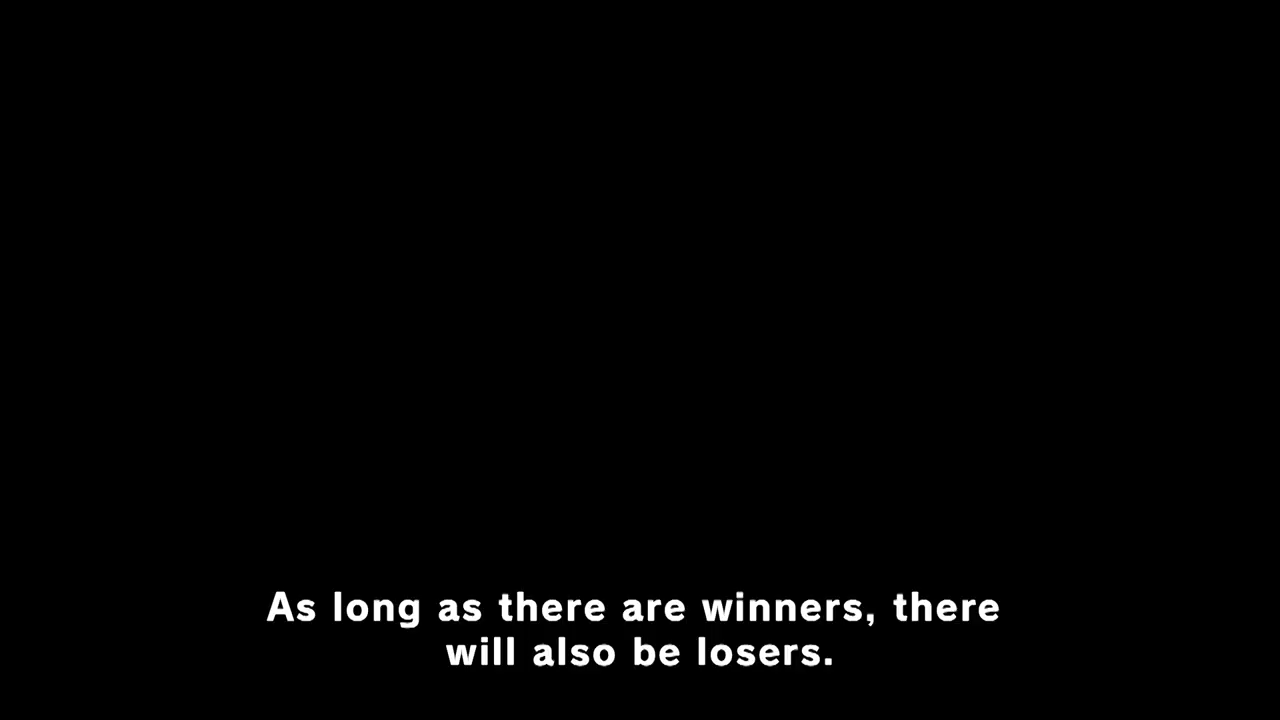 As long as there are winners, there
will also be losers.